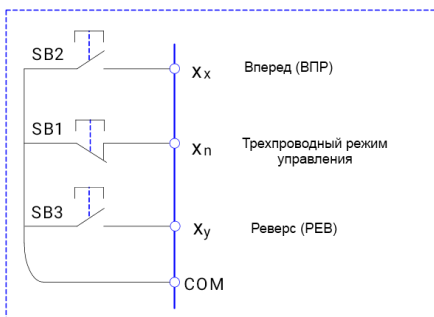 SB2
Xx
Вперед (ВПР)
SB1
Xn
Трехпроводный режим
управления
SB3
Xy
Реверс (РЕВ)
COM